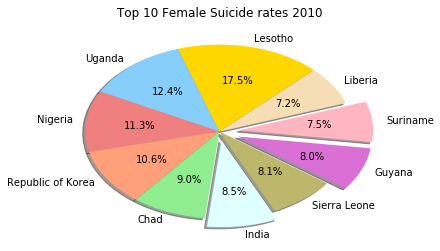 Top 10 Female Suicide rates 2010
Lesotho
17.5%
Uganda
12.4%
Nigeria
11.3%
Republic of Korea
10.6%
Chad
9.0%
India
8.5%
Sierra Leone
8.1%
Guyana
8.0%
Suriname
7.5%
Liberia
7.2%